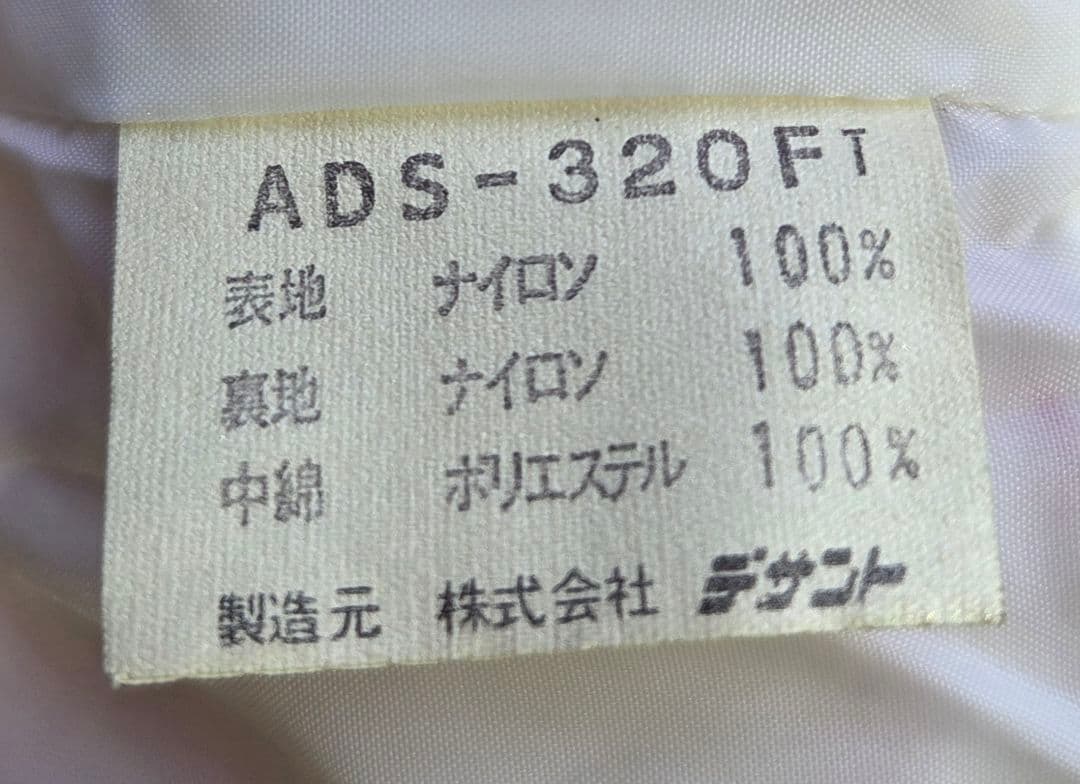 ADS-320FT
表地 ナイロン 100%
裏地 ナイロン 100%
中綿 ポリエステル 100%
製造元 株式会社 デサント